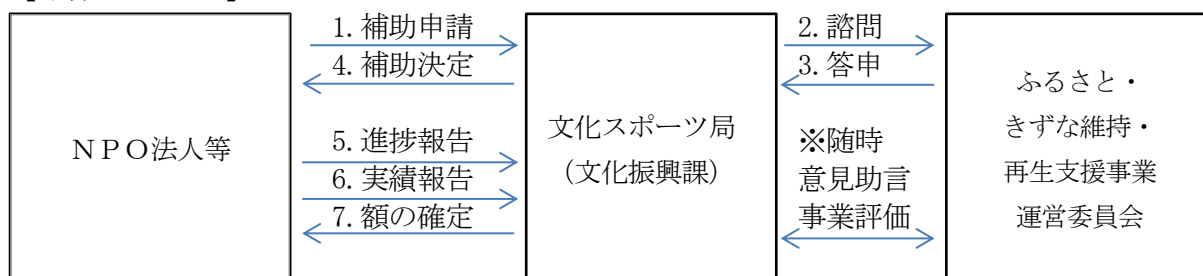 ＮＰＯ法人等
1.補助申請
4.補助決定
5.進捗報告
6.実績報告
7.額の確定
文化スポーツ局
（文化振興課）
2.諮問
3.答申
※随時
意見助言
事業評価
ふるさと・
きずな維持・
再生支援事業
運営委員会